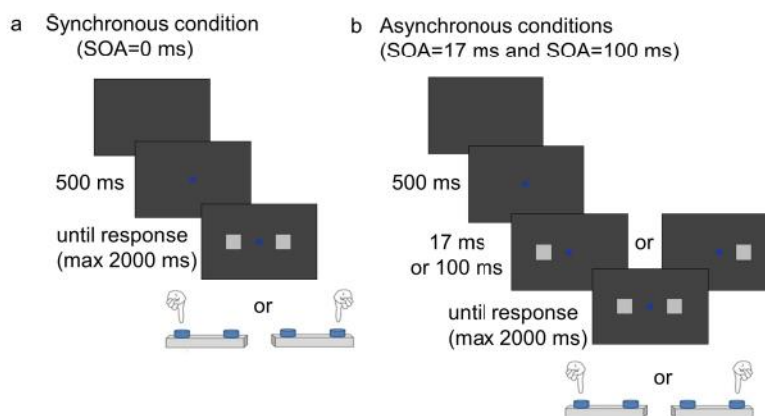 a Synchronous condition
(SOA=0 ms)
500 ms
until response
(max 2000 ms)
or
b Asynchronous conditions
(SOA=17 ms and SOA=100 ms)
500 ms
17 ms
or 100 ms
or
until response
(max 2000 ms)
or